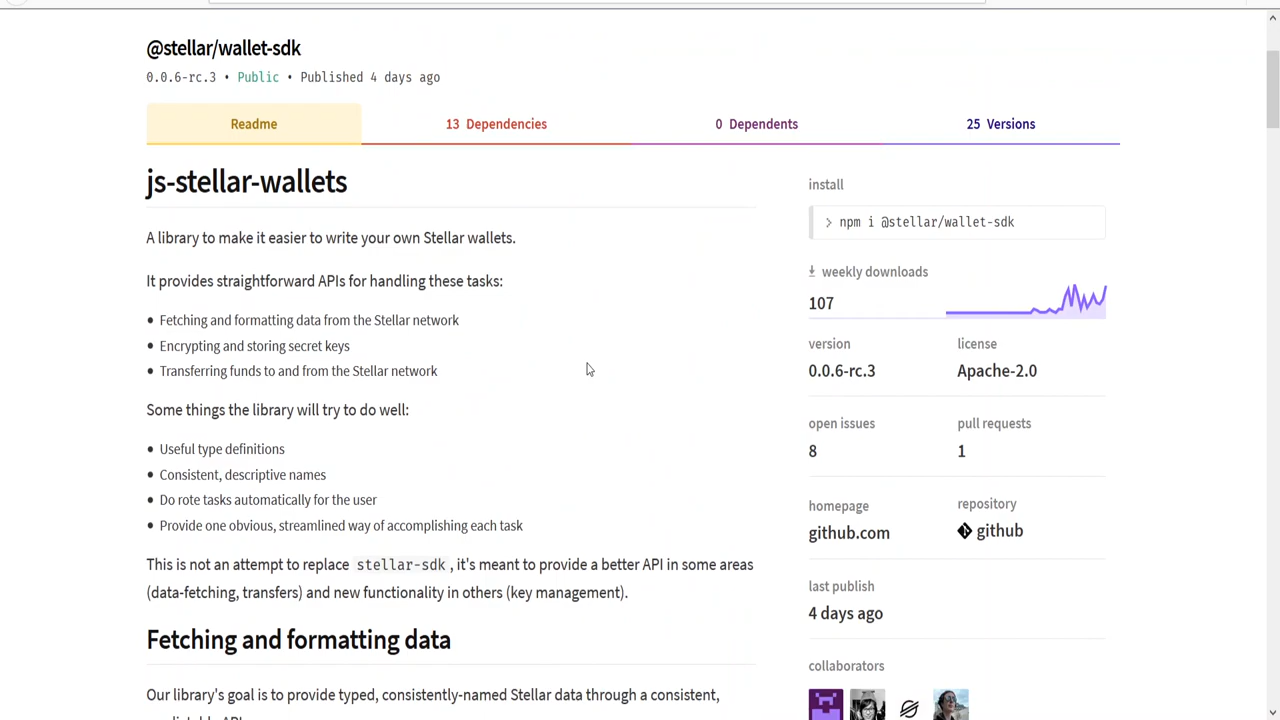 @stellar/wallet-sdk
0.0.6-rc.3 • Public • Published 4 days ago
Readme
13 Dependencies
0 Dependents
25 Versions
js-stellar-wallets
A library to make it easier to write your own Stellar wallets.
It provides straightforward APIs for handling these tasks:
• Fetching and formatting data from the Stellar network
• Encrypting and storing secret keys
• Transferring funds to and from the Stellar network
Some things the library will try to do well:
• Useful type definitions
• Consistent, descriptive names
• Do rote tasks automatically for the user
• Provide one obvious, streamlined way of accomplishing each task
This is not an attempt to replace stellar-sdk, it's meant to provide a better API in some areas
(data-fetching, transfers) and new functionality in others (key management).
Fetching and formatting data
Our library's goal is to provide typed, consistently-named Stellar data through a consistent,
install
> npm i @stellar/wallet-sdk
weekly downloads
107
version
license
0.0.6-rc.3
Apache-2.0
open issues
pull requests
8
1
homepage
repository
github.com
github
last publish
4 days ago
collaborators